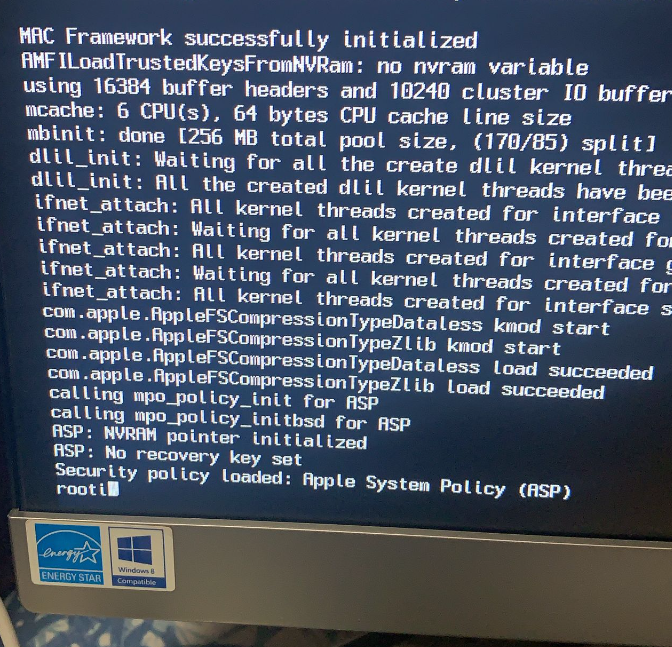 MAC Framework successfully initialized
AMFILoadTrustedKeysFromNVRam: no nvram variable
using 16384 buffer headers and 10240 cluster IO buffer
mcache: 6 CPU(s), 64 bytes CPU cache line size
mbinit: done [256 MB total pool size, (170/85) split]
dlil_init: Waiting for all the create dlil kernel threa
dlil_init: All the created dlil kernel threads have bee
ifnet_attach: All kernel threads created for interface
ifnet_attach: Waiting for all kernel threads created fo
ifnet_attach: All kernel threads created for interface g
ifnet_attach: Waiting for all kernel threads created for
ifnet_attach: All kernel threads created for interface s
com.apple.AppleFSCompressionTypeDataless kmod start
com.apple.AppleFSCompressionTypeZlib kmod start
com.apple.AppleFSCompressionTypeDataless load succeeded
com.apple.AppleFSCompressionTypeZlib load succeeded
calling mpo_policy_init for ASP
calling mpo_policy_initbsd for ASP
ASP: NVRAM pointer initialized
ASP: No recovery key set
Security policy loaded: Apple System Policy (ASP)
rooti
energy
ENERGY STAR
Windows 8
Compatible